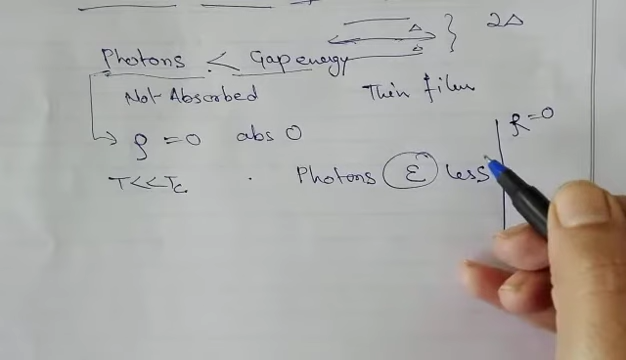 Δ
Δ
2Δ
Photons < Gap energy
Not Absorbed
Thin film
ρ = 0 abs 0
ρ = 0
T << Tc
Photons ε less